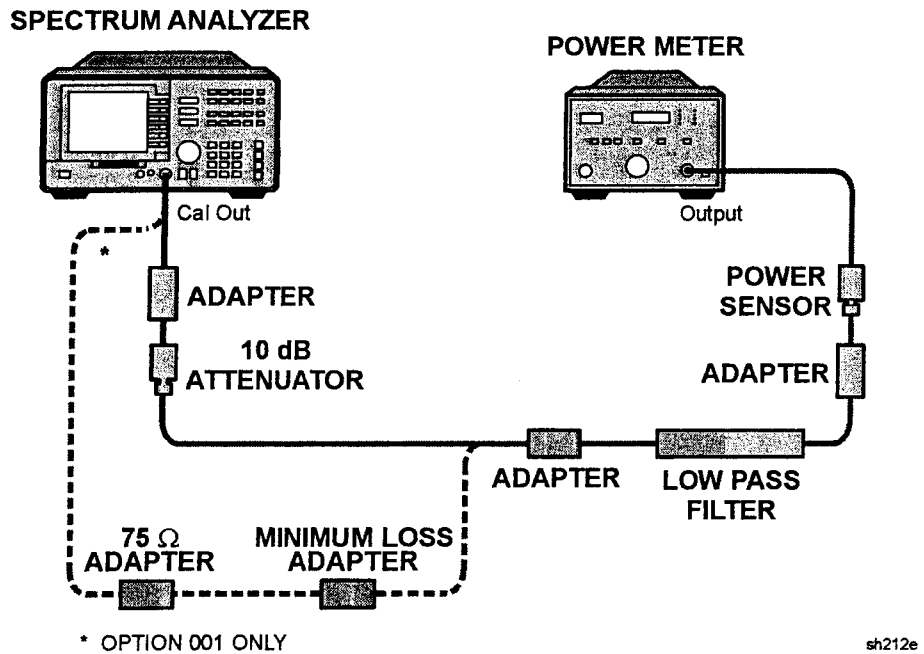 SPECTRUM ANALYZER
POWER METER
Cal Out
Output
*
ADAPTER
POWER
SENSOR
10 dB
ATTENUATOR
ADAPTER
ADAPTER
LOW PASS
FILTER
75 Ω
ADAPTER
MINIMUM LOSS
ADAPTER
* OPTION 001 ONLY
sh212e